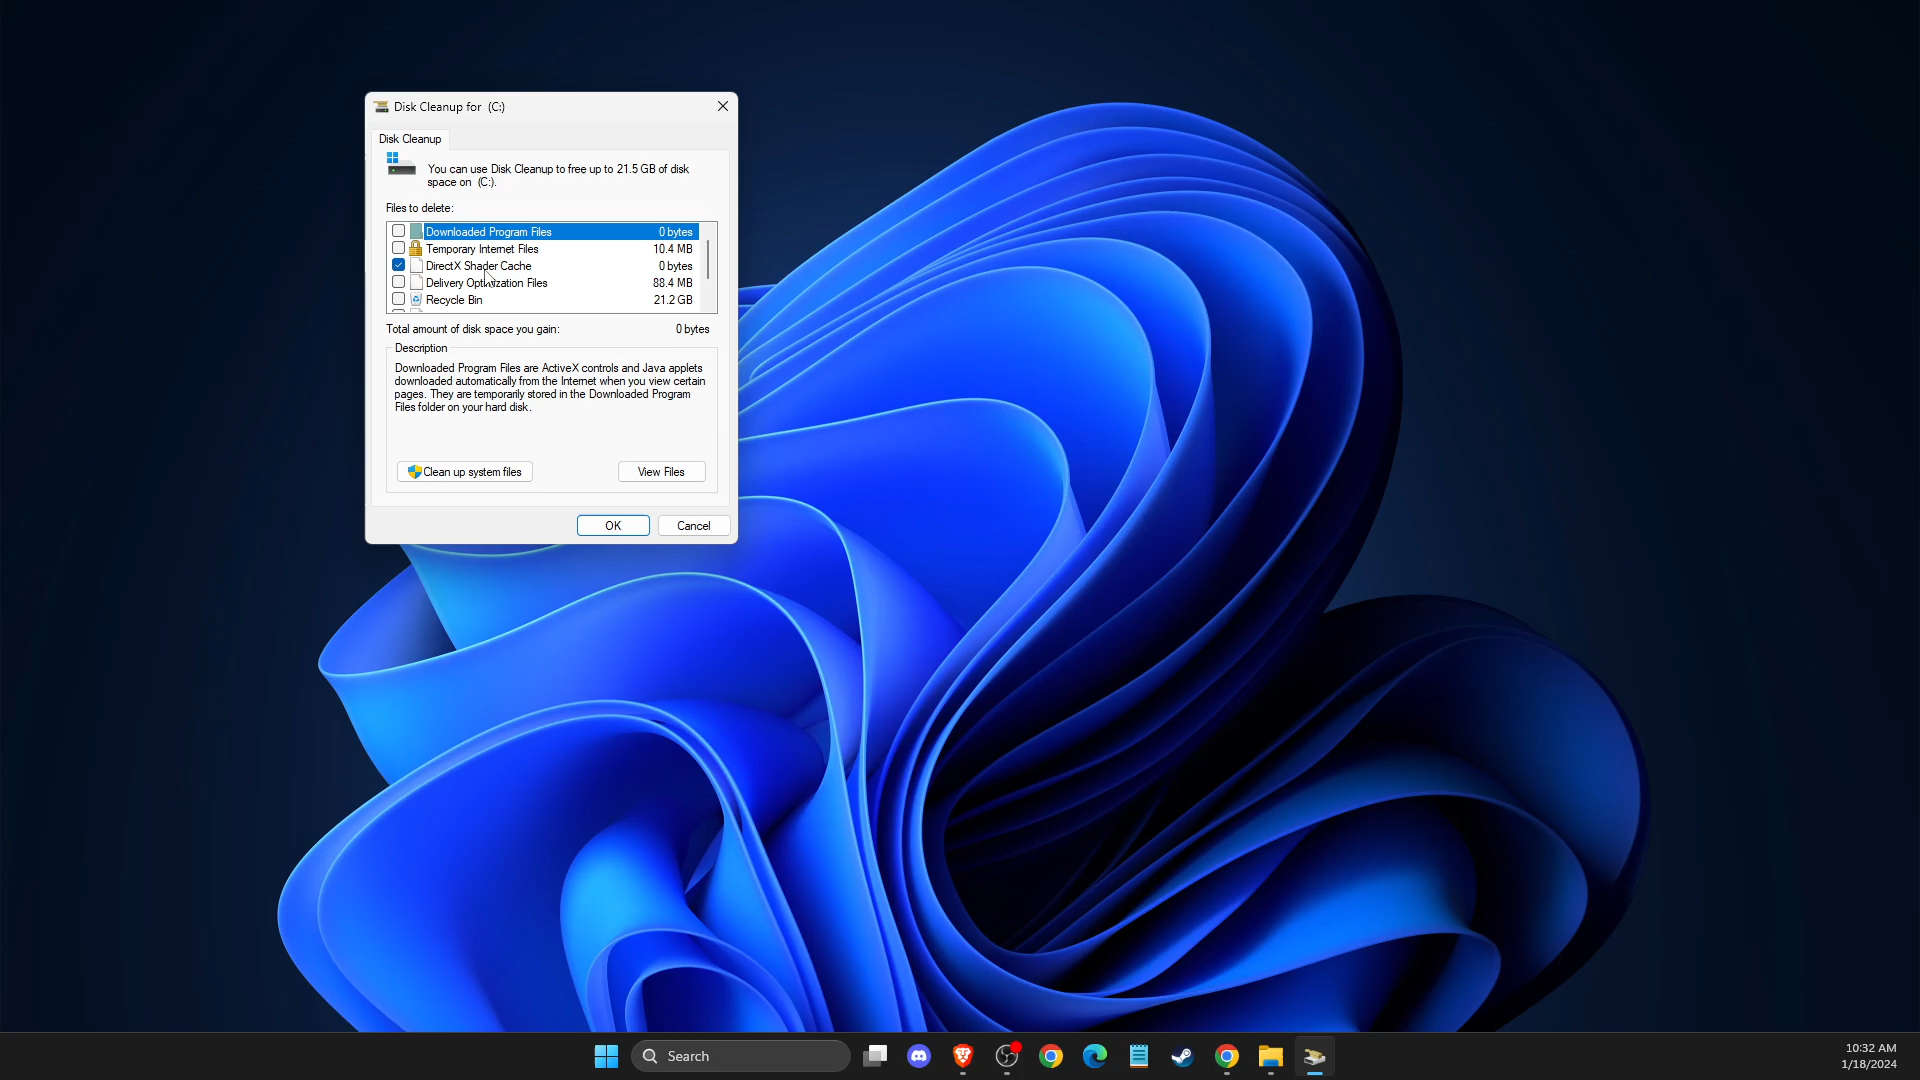 Disk Cleanup for (C:)
Disk Cleanup
You can use Disk Cleanup to free up to 21.5 GB of disk
space on (C:).
Files to delete:
Downloaded Program Files 0 bytes
Temporary Internet Files 10.4 MB
DirectX Shader Cache 0 bytes
Delivery Optimization Files 88.4 MB
Recycle Bin 21.2 GB
Total amount of disk space you gain: 0 bytes
Description
Downloaded Program Files are ActiveX controls and Java applets
downloaded automatically from the Internet when you view certain
pages. They are temporarily stored in the Downloaded Program
Files folder on your hard disk.
Clean up system files View Files
OK Cancel
Search
10:32 AM
1/18/2024